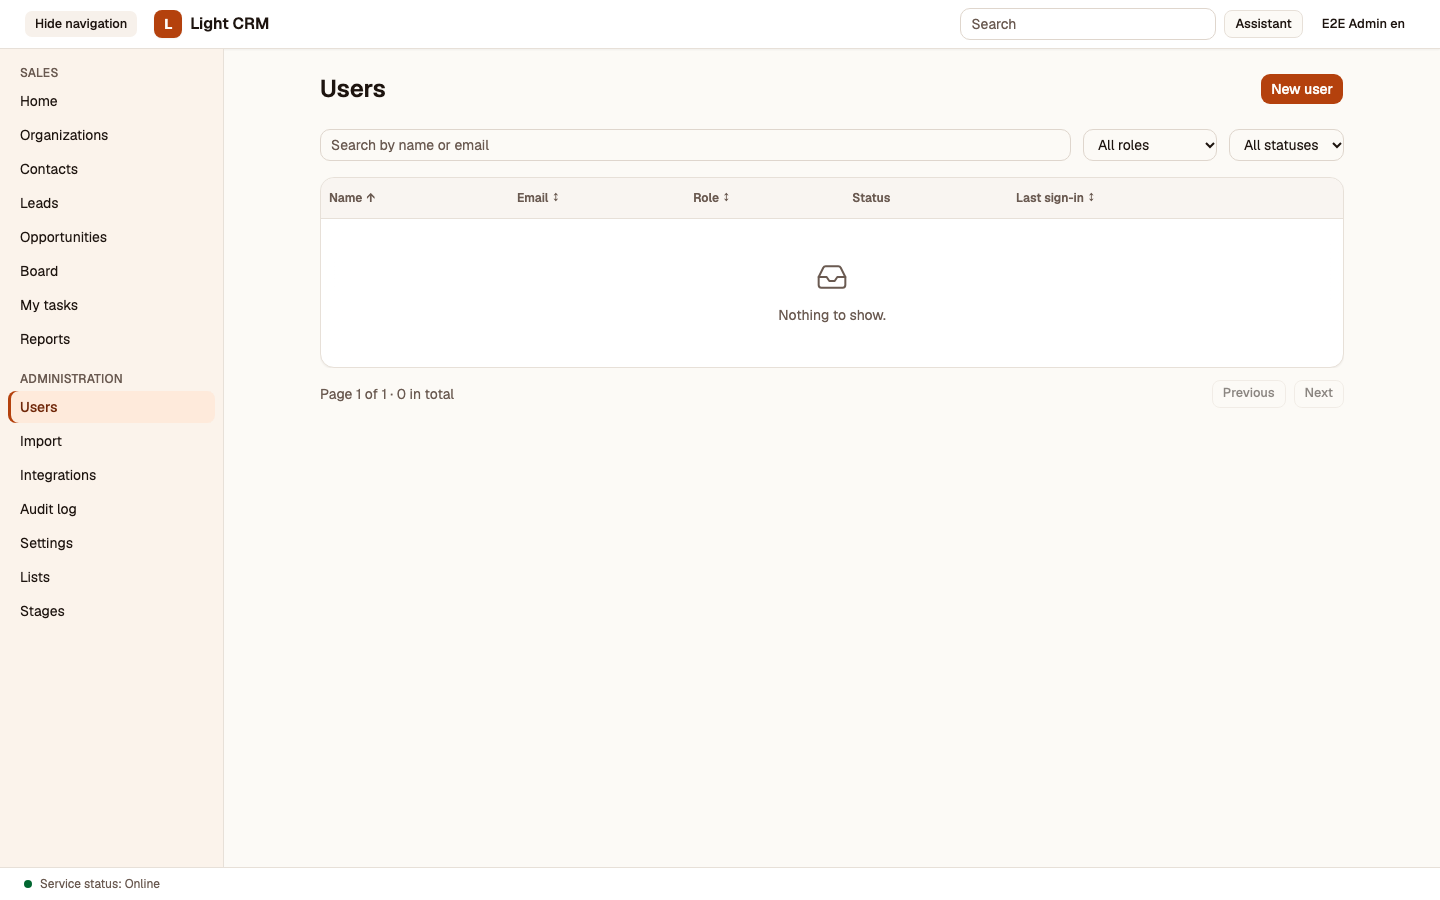 Hide navigation
L
Light CRM
Search
Assistant
E2E Admin en
SALES
Home
Organizations
Contacts
Leads
Opportunities
Board
My tasks
Reports
ADMINISTRATION
Users
Import
Integrations
Audit log
Settings
Lists
Stages
Users
New user
Search by name or email
All roles
All statuses
Name ↑
Email ↕
Role ↕
Status
Last sign-in ↕
Nothing to show.
Page 1 of 1 · 0 in total
Previous
Next
Service status: Online